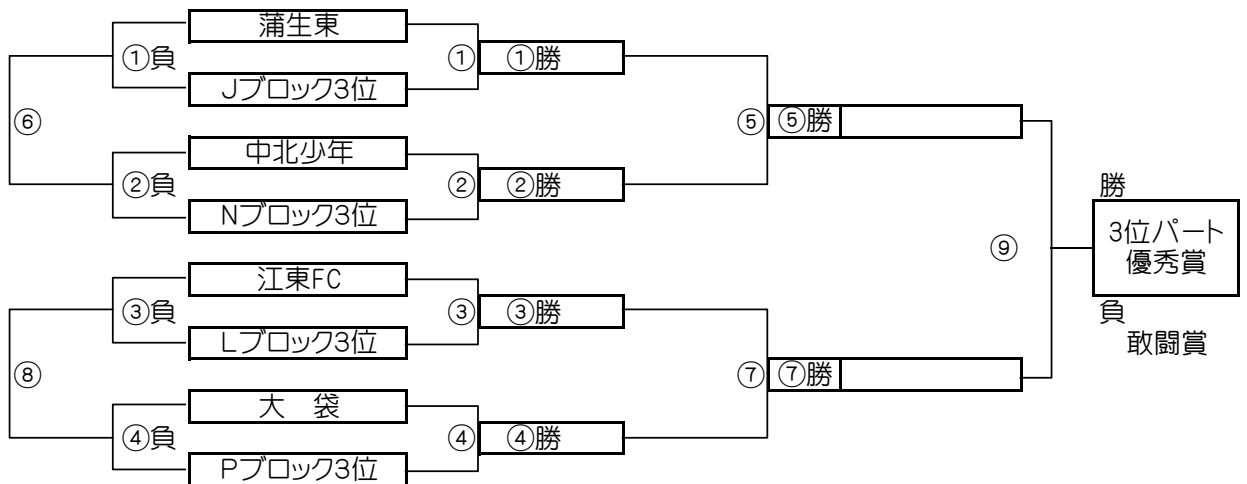 蒲生東
①負
①
①勝
Jブロック3位
⑥
⑤
⑤勝
中北少年
②負
②
②勝
Nブロック3位
勝
3位パート
優秀賞
⑨
江東FC
③負
③
③勝
負
敢闘賞
Lブロック3位
⑧
⑦
⑦勝
大　袋
④負
④
④勝
Pブロック3位